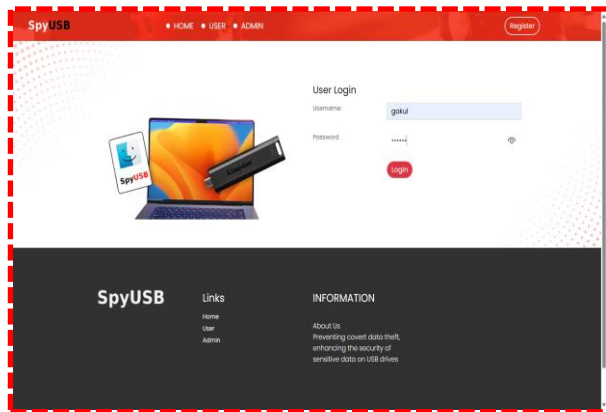 SpyUSB
HOME USER ADMIN
Register
User Login
Username
gokul
Password
••••••
Login
SpyUSB
Kingston
SpyUSB
Links
Home
User
Admin
INFORMATION
About Us
Preventing covert data theft,
enhancing the security of
sensitive data on USB drives